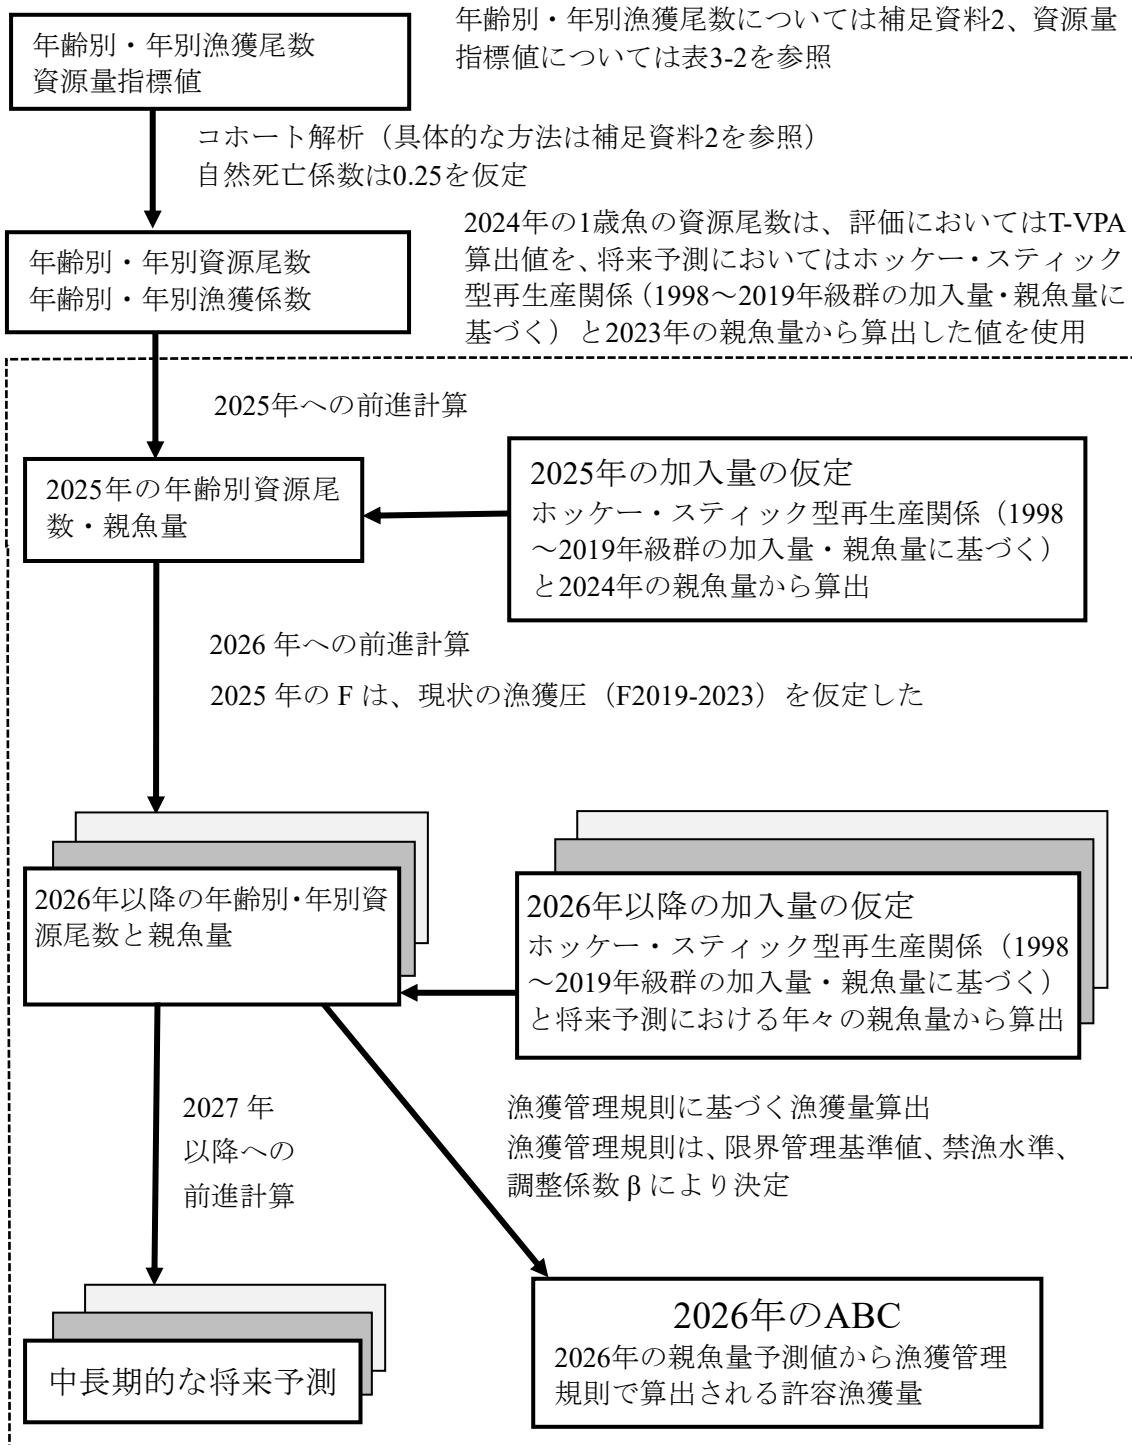 年齢別・年別漁獲尾数については補足資料2、資源量
指標値については表3-2を参照
年齢別・年別漁獲尾数
資源量指標値
コホート解析（具体的な方法は補足資料2を参照）
自然死亡係数は0.25を仮定
2024年の1歳魚の資源尾数は、評価においてはT-VPA
算出値を、将来予測においてはホッケー・スティック
型再生産関係（1998～2019年級群の加入量・親魚量に
基づく）と2023年の親魚量から算出した値を使用
年齢別・年別資源尾数
年齢別・年別漁獲係数
2025年への前進計算
2025年の年齢別資源尾
数・親魚量
2025年の加入量の仮定
ホッケー・スティック型再生産関係（1998
～2019年級群の加入量・親魚量に基づく）
と2024年の親魚量から算出
2026 年への前進計算
2025 年の F は、現状の漁獲圧（F2019-2023）を仮定した
2026年以降の年齢別・年別資
源尾数と親魚量
2026年以降の加入量の仮定
ホッケー・スティック型再生産関係（1998
～2019年級群の加入量・親魚量に基づく）
と将来予測における年々の親魚量から算出
2027 年
以降への
前進計算
漁獲管理規則に基づく漁獲量算出
漁獲管理規則は、限界管理基準値、禁漁水準、
調整係数 β により決定
中長期的な将来予測
2026年のABC
2026年の親魚量予測値から漁獲管理
規則で算出される許容漁獲量